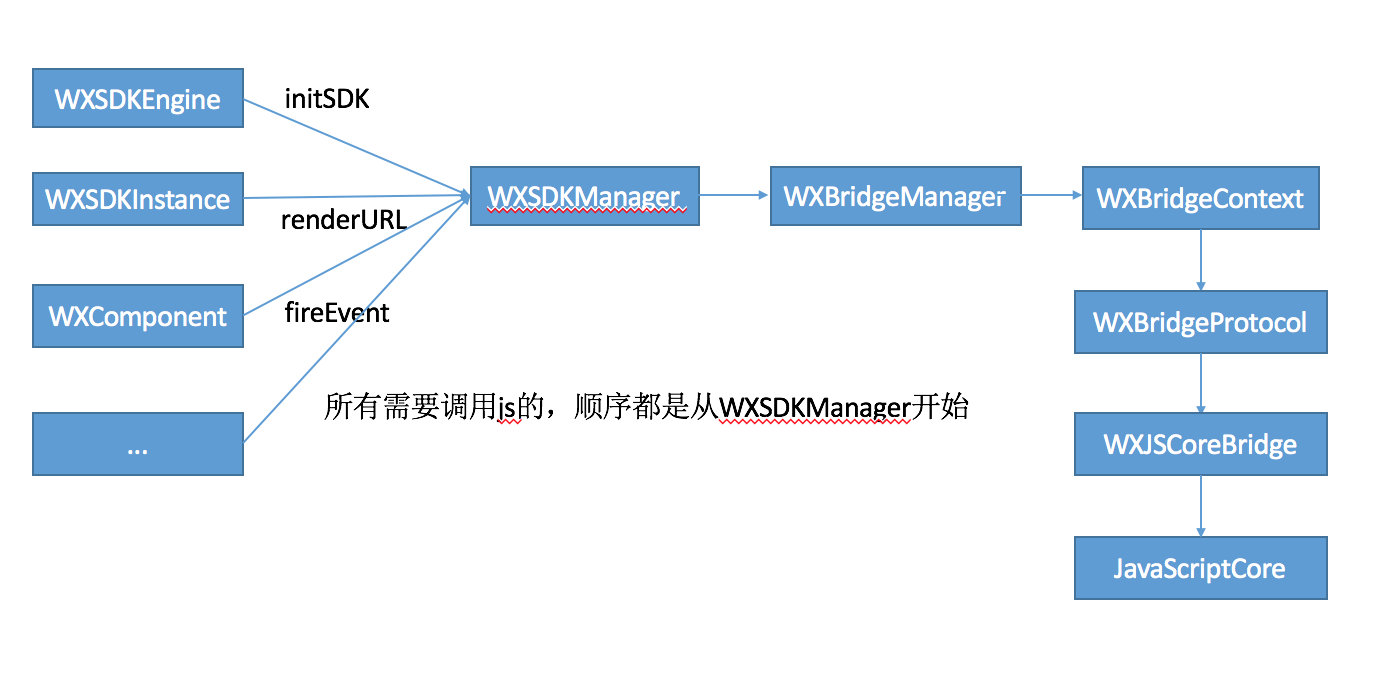 WXSDKEngine
initSDK
WXSDKInstance
renderURL
WXSDKManager
WXBridgeManager
WXBridgeContext
WXComponent
fireEvent
WXBridgeProtocol
所有需要调用js的，顺序都是从WXSDKManager开始
...
WXJSCoreBridge
JavaScriptCore